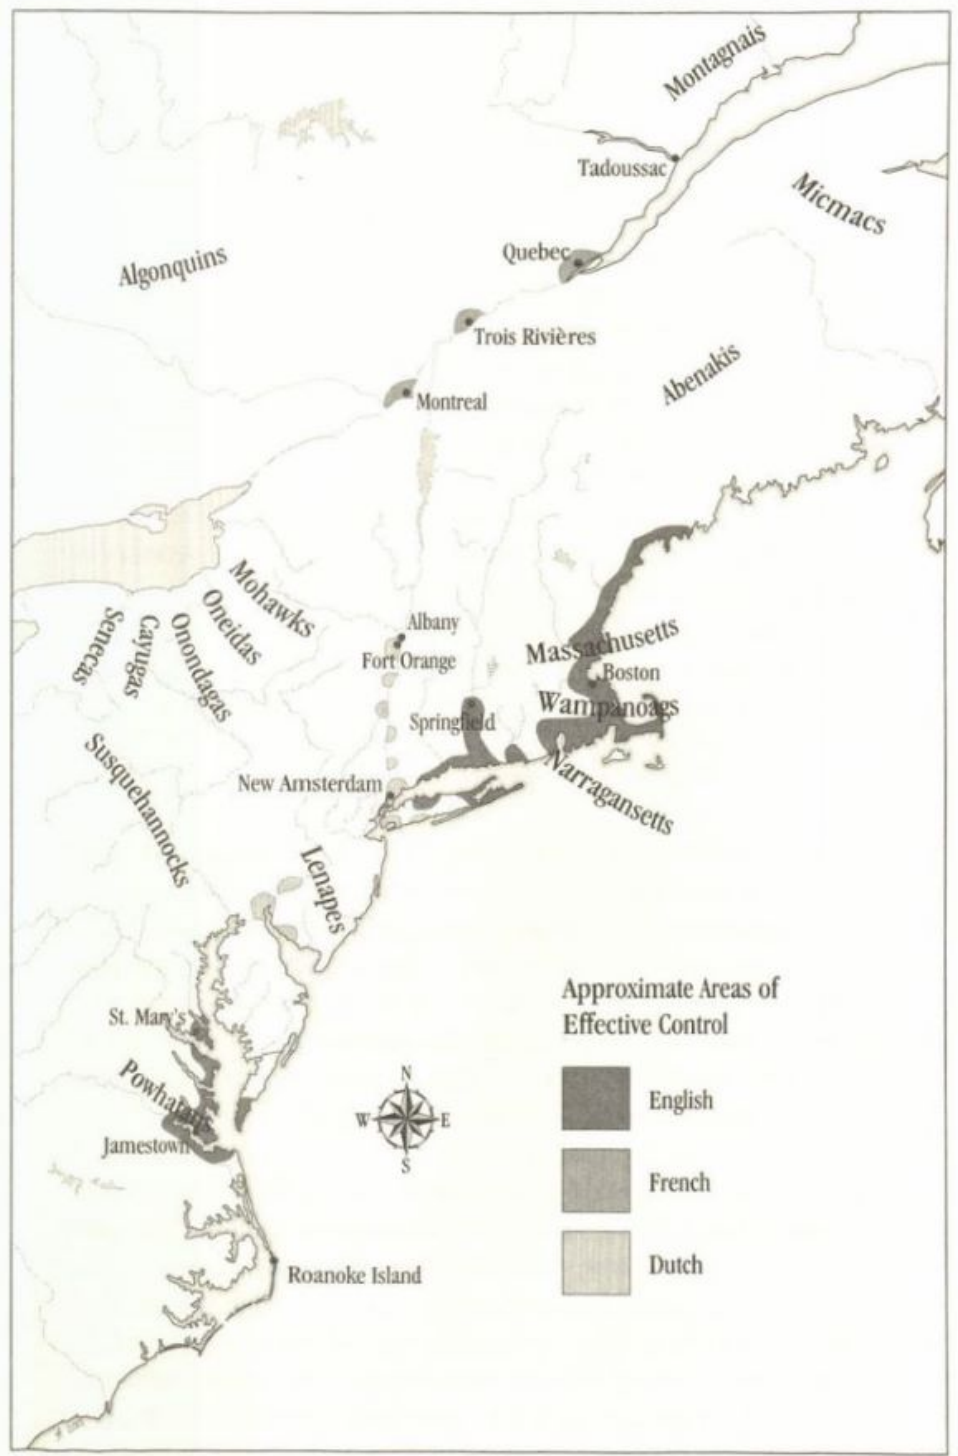 Montagnais
Tadoussac
Micmacs
Quebec
Algonquins
Trois Rivières
Abenakis
Montreal
Mohawks
Oneidas
Onondagas
Cayugas
Senecas
Albany
Fort Orange
Massachusetts
Boston
Wampanoags
Springfield
Narragansetts
New Amsterdam
Susquehannocks
Lenapes
St. Mary's
Powhatans
Jamestown
Roanoke Island
N
W E
S
Approximate Areas of
Effective Control
English
French
Dutch